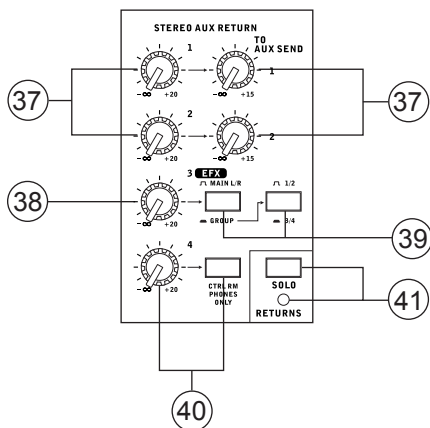 STEREO AUX RETURN
TO
AUX SEND
1
1
-∞ +20
-∞ +15
37
37
2
2
-∞ +20
-∞ +15
3 EFX
MAIN L/R
1/2
38
-∞ +20
GROUP
3/4
39
4
-∞ +20
CTRL RM
PHONES
ONLY
SOLO
41
RETURNS
40